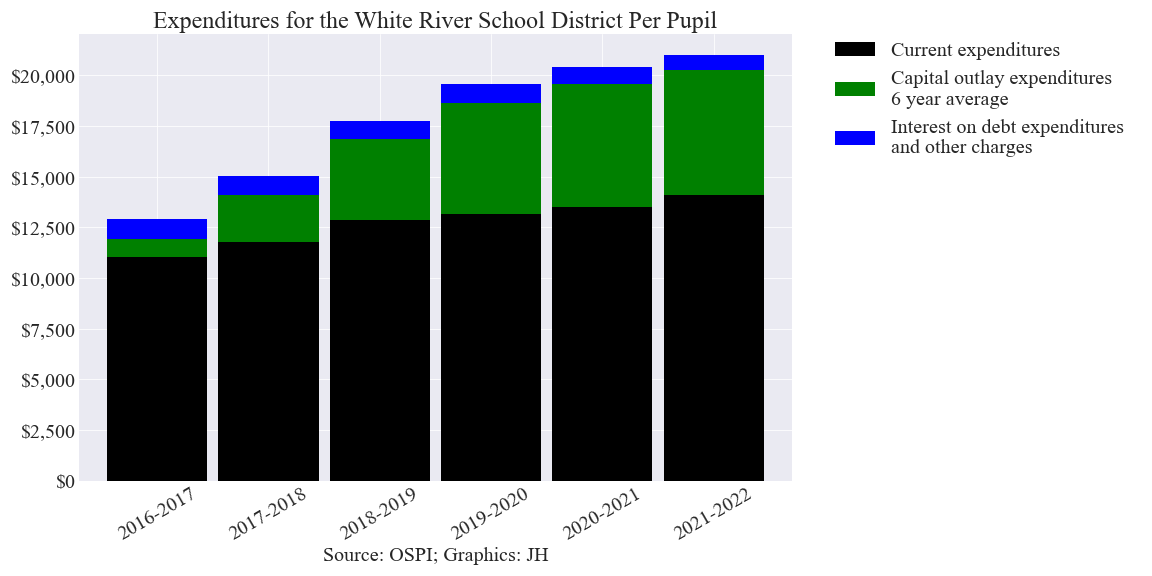 Expenditures for the White River School District Per Pupil
Current expenditures
Capital outlay expenditures
6 year average
Interest on debt expenditures
and other charges
$20,000
$17,500
$15,000
$12,500
$10,000
$7,500
$5,000
$2,500
$0
2016-2017
2017-2018
2018-2019
2019-2020
2020-2021
2021-2022
Source: OSPI; Graphics: JH